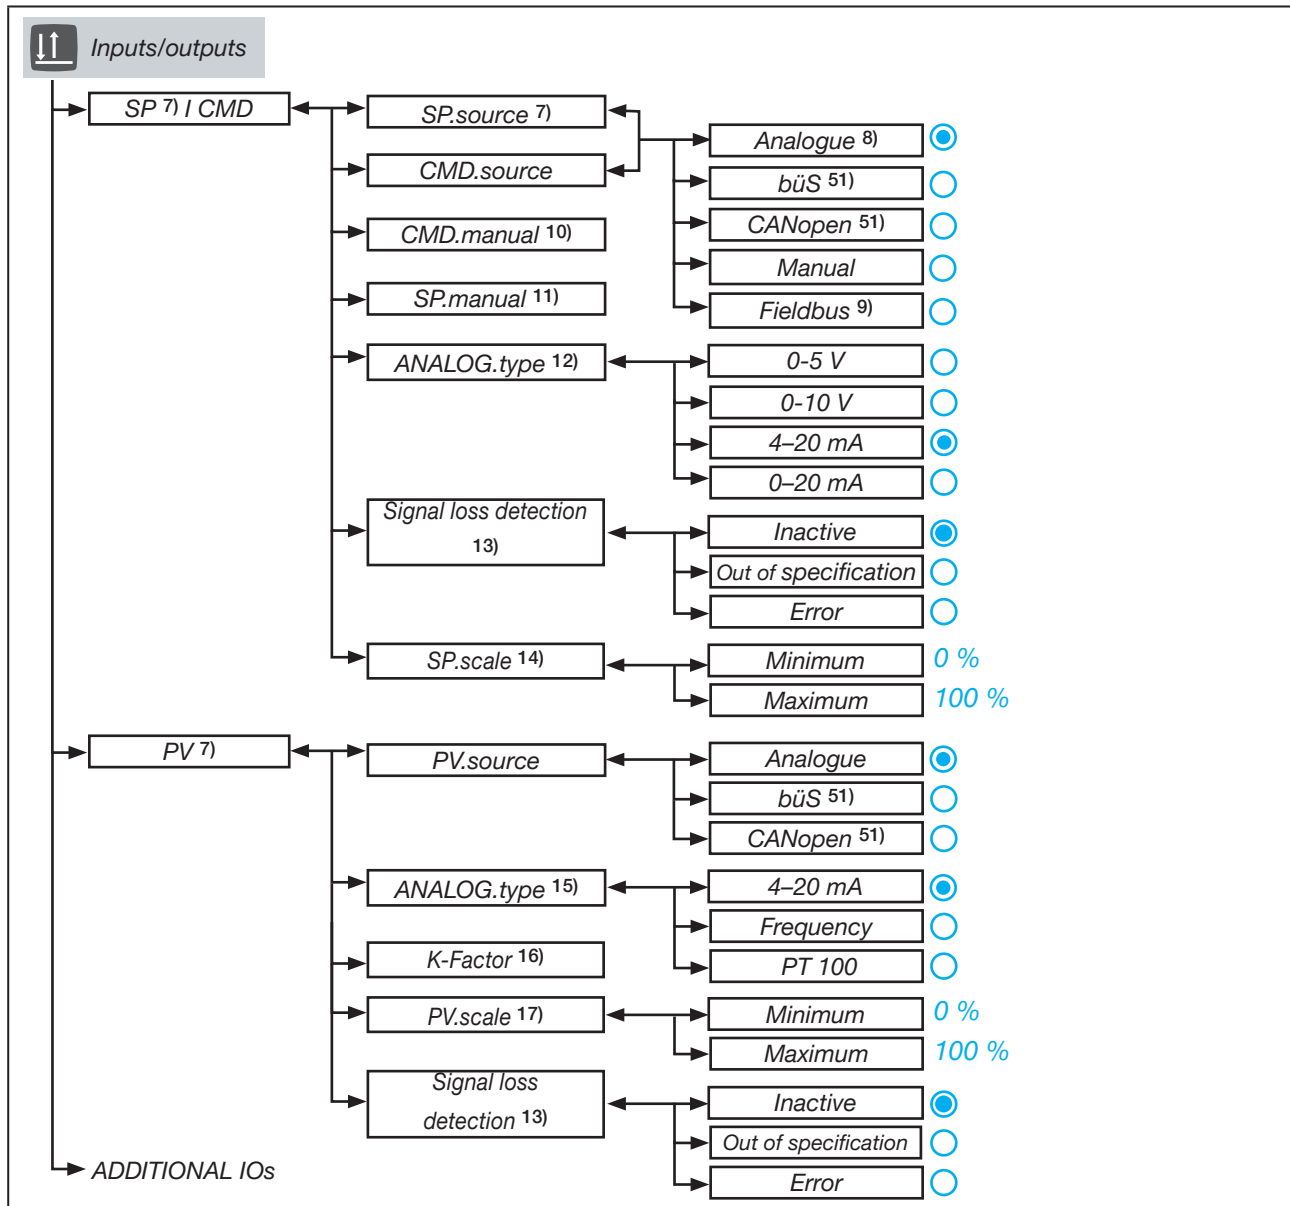 Inputs/outputs
SP 7) I CMD
SP.source 7)
Analogue 8)
CMD.source
büS 51)
CANopen 51)
CMD.manual 10)
Manual
SP.manual 11)
Fieldbus 9)
ANALOG.type 12)
0-5 V
0-10 V
4–20 mA
0–20 mA
Signal loss detection
13)
Inactive
Out of specification
Error
SP.scale 14)
Minimum 0 %
Maximum 100 %
PV 7)
PV.source
Analogue
büS 51)
CANopen 51)
ANALOG.type 15)
4–20 mA
Frequency
K-Factor 16)
PT 100
PV.scale 17)
Minimum 0 %
Maximum 100 %
Signal loss
detection 13)
Inactive
Out of specification
Error
ADDITIONAL IOs